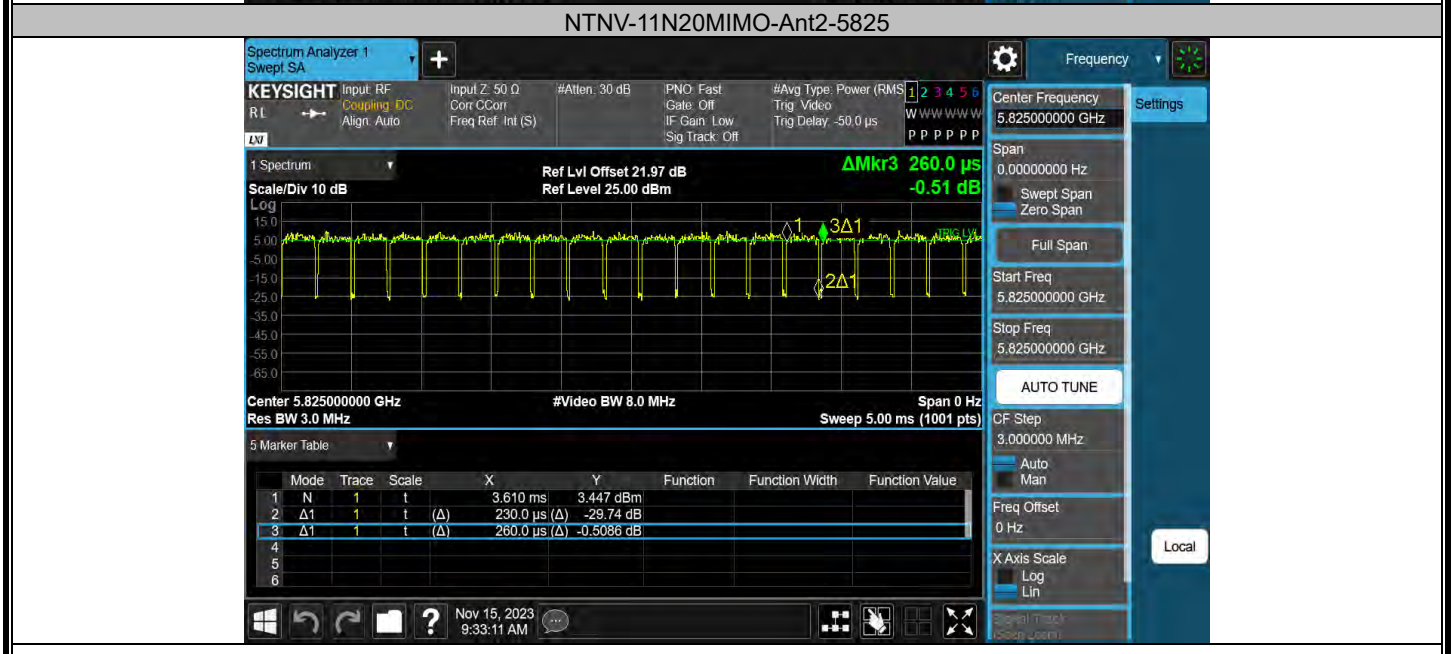 NTNV-11N20MIMO-Ant2-5825
Spectrum Analyzer 1
Swept SA
+
Frequency
KEYSIGHT
RL
LXI
Input: RF
Coupling: DC
Align: Auto
Input Z: 50 Ω
Corr CCorr
Freq Ref: Int (S)
#Atten: 30 dB
PNO: Fast
Gate: Off
IF Gain: Low
Sig Track: Off
#Avg Type: Power (RMS
Trig: Video
Trig Delay: -50.0 µs
1 2 3 4 5 6
W W W W W W
P P P P P P
1 Spectrum
Scale/Div 10 dB
Log
Ref Lvl Offset 21.97 dB
Ref Level 25.00 dBm
ΔMkr3 260.0 µs
-0.51 dB
15.0
5.00
-5.00
-15.0
-25.0
-35.0
-45.0
-55.0
-65.0
1
3Δ1
2Δ1
TRIG LVL
Center 5.825000000 GHz
#Video BW 8.0 MHz
Span 0 Hz
Res BW 3.0 MHz
Sweep 5.00 ms (1001 pts)
5 Marker Table
Mode Trace Scale X Y Function Function Width Function Value
1 N 1 t 3.610 ms 3.447 dBm
2 Δ1 1 t (Δ) 230.0 µs (Δ) -29.74 dB
3 Δ1 1 t (Δ) 260.0 µs (Δ) -0.5086 dB
4
5
6
?
Nov 15, 2023
9:33:11 AM
Center Frequency
5.825000000 GHz
Settings
Span
0.00000000 Hz
Swept Span
Zero Span
Full Span
Start Freq
5.825000000 GHz
Stop Freq
5.825000000 GHz
AUTO TUNE
CF Step
3.000000 MHz
Auto
Man
Freq Offset
0 Hz
X Axis Scale
Log
Lin
Signal Track
(Span Zoom)
Local